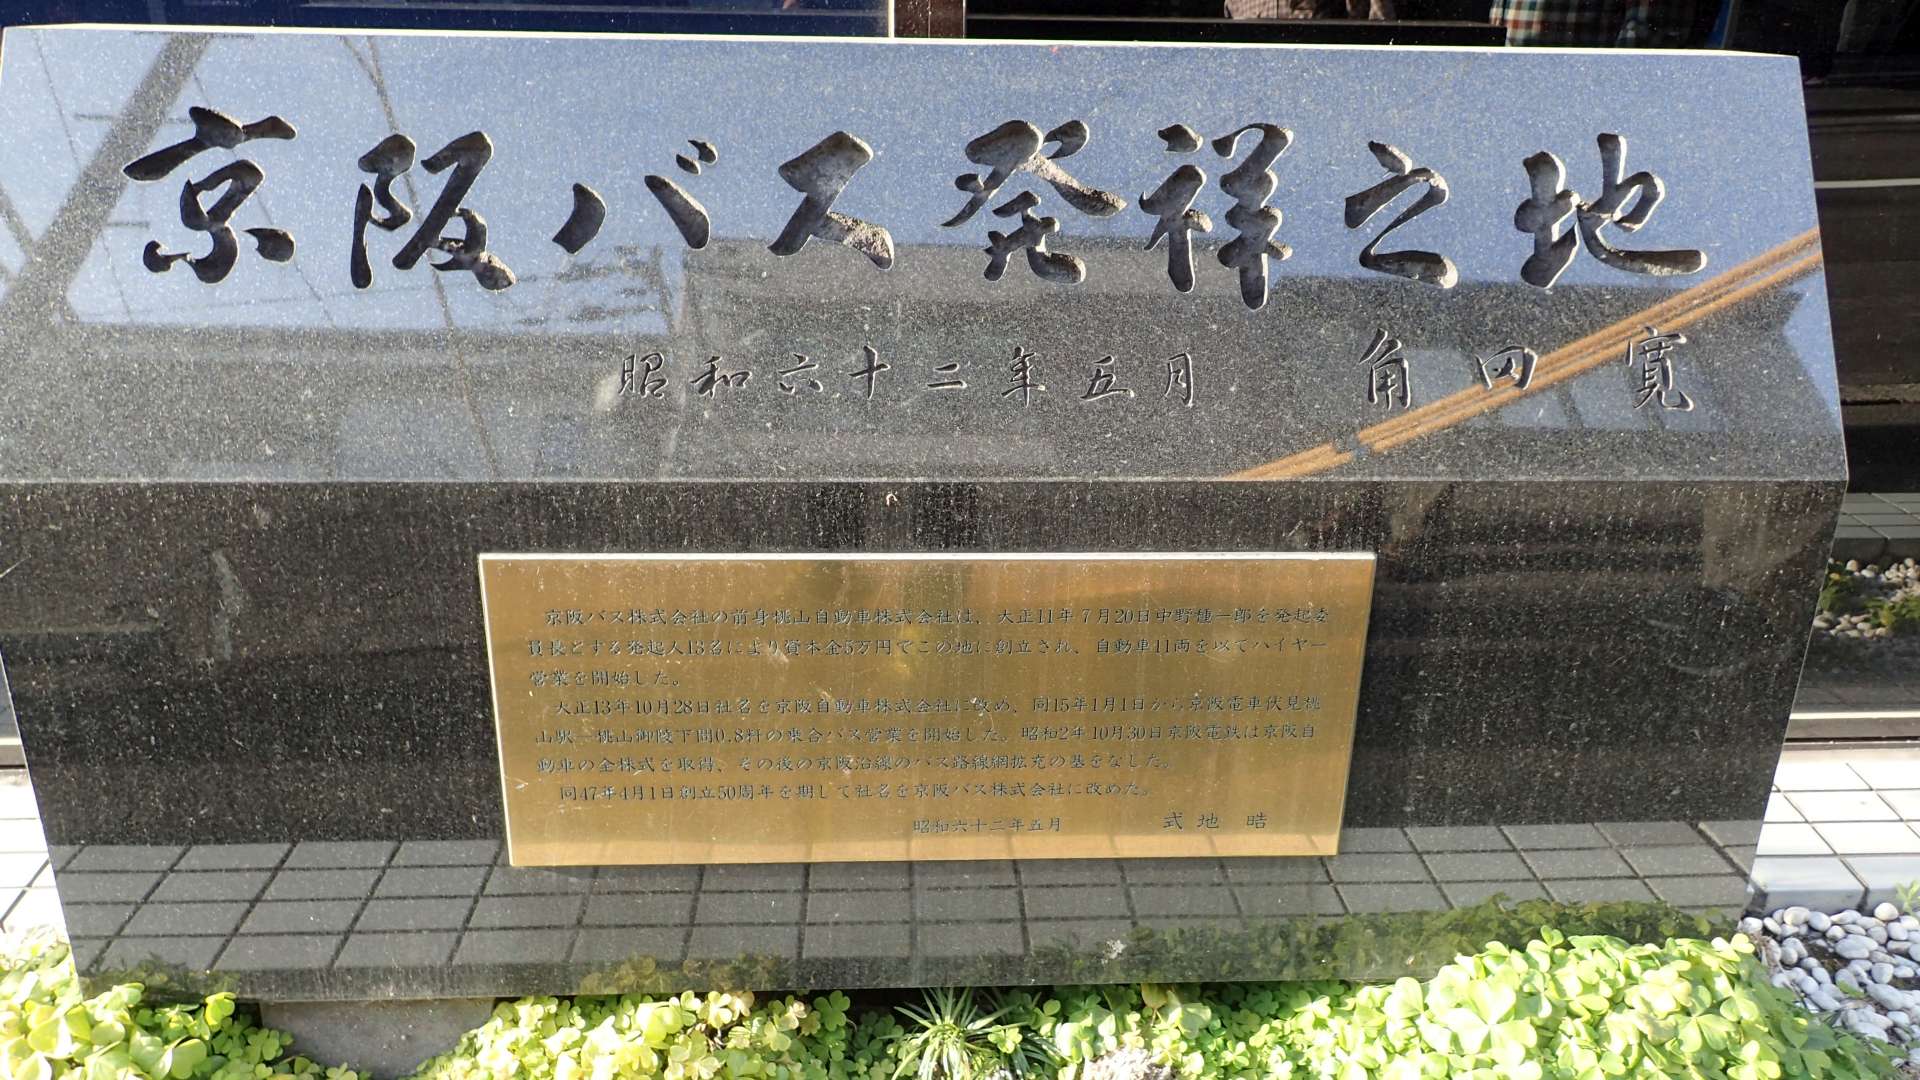 京阪バス発祥之地
昭和六十二年五月 角田寛
京阪バス株式会社の前身桃山自動車株式会社は、大正11年7月20日中野種一郎を発起委
員長とする発起人13名により資本金5万円でこの地に創立され、自動車11両を以てハイヤー
営業を開始した。
大正13年10月28日社名を京阪自動車株式会社に改め、同15年1月1日から京阪電車伏見桃
山駅―桃山御陵下間0.8粁の乗合バス営業を開始した。昭和2年10月30日京阪電鉄は京阪自
動車の全株式を取得、その後の京阪沿線のバス路線網拡充の基をなした。
同47年4月1日創立50周年を期して社名を京阪バス株式会社に改めた。
昭和六十二年五月 式地晧